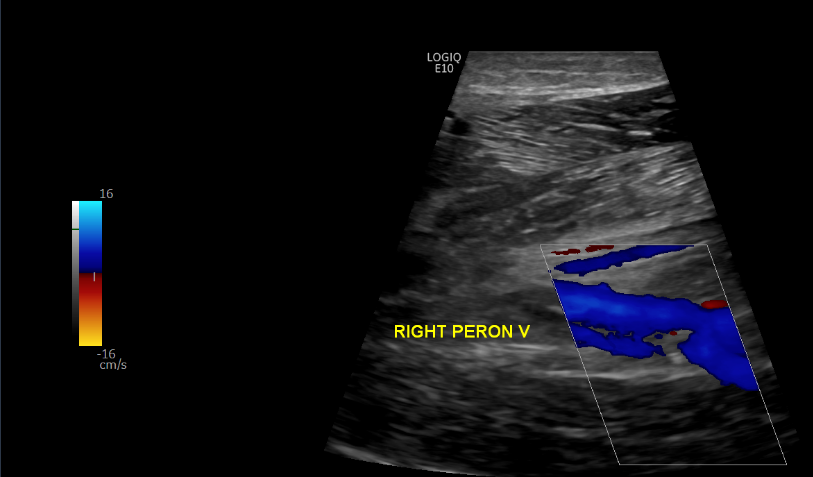 LOGIQ
E10
16
RIGHT PERON V
-16
cm/s